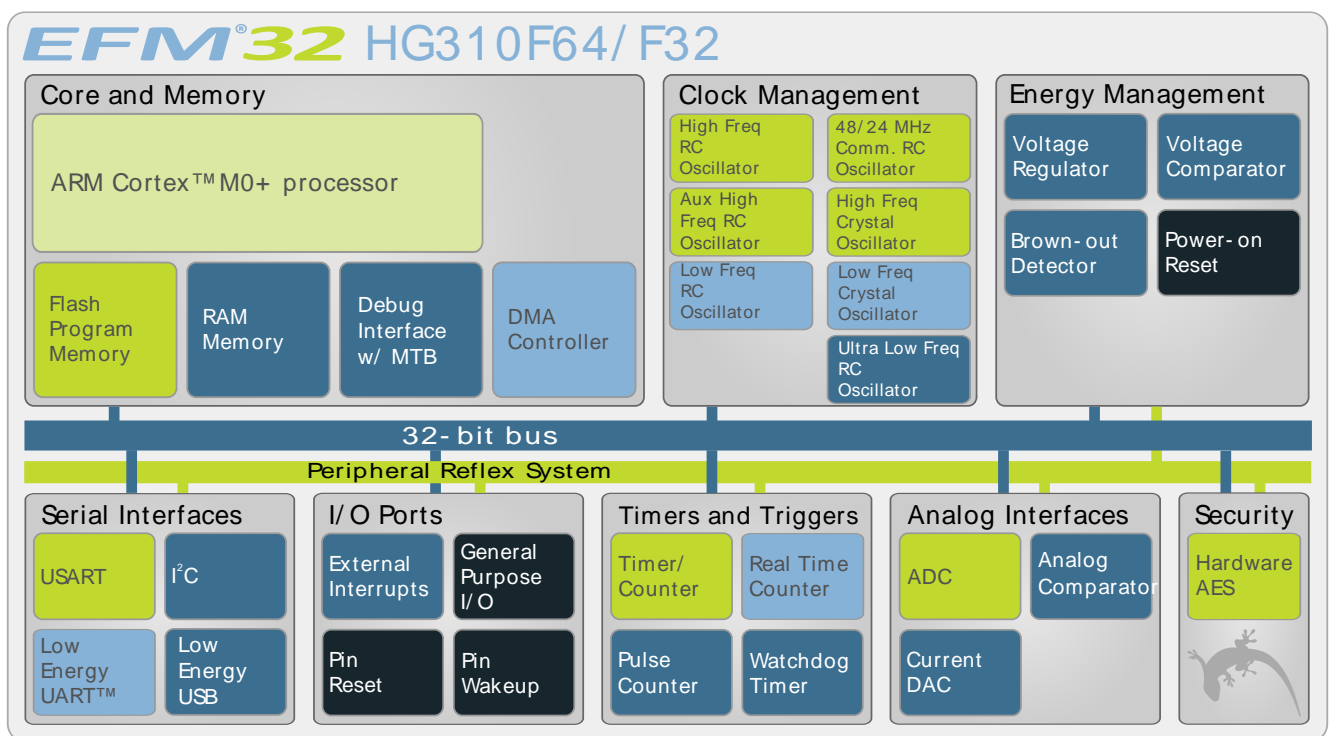 EFM®32 HG310F64/F32
Core and Memory
ARM Cortex™ M0+ processor
Flash
Program
Memory
RAM
Memory
Debug
Interface
w/ MTB
DMA
Controller
Clock Management
High Freq
RC
Oscillator
48/24 MHz
Comm. RC
Oscillator
Aux High
Freq RC
Oscillator
High Freq
Crystal
Oscillator
Low Freq
RC
Oscillator
Low Freq
Crystal
Oscillator
Ultra Low Freq
RC
Oscillator
Energy Management
Voltage
Regulator
Voltage
Comparator
Brown-out
Detector
Power-on
Reset
32-bit bus
Peripheral Reflex System
Serial Interfaces
USART
I²C
Low
Energy
UART™
Low
Energy
USB
I/O Ports
External
Interrupts
General
Purpose
I/O
Pin
Reset
Pin
Wakeup
Timers and Triggers
Timer/
Counter
Real Time
Counter
Pulse
Counter
Watchdog
Timer
Analog Interfaces
ADC
Analog
Comparator
Current
DAC
Security
Hardware
AES